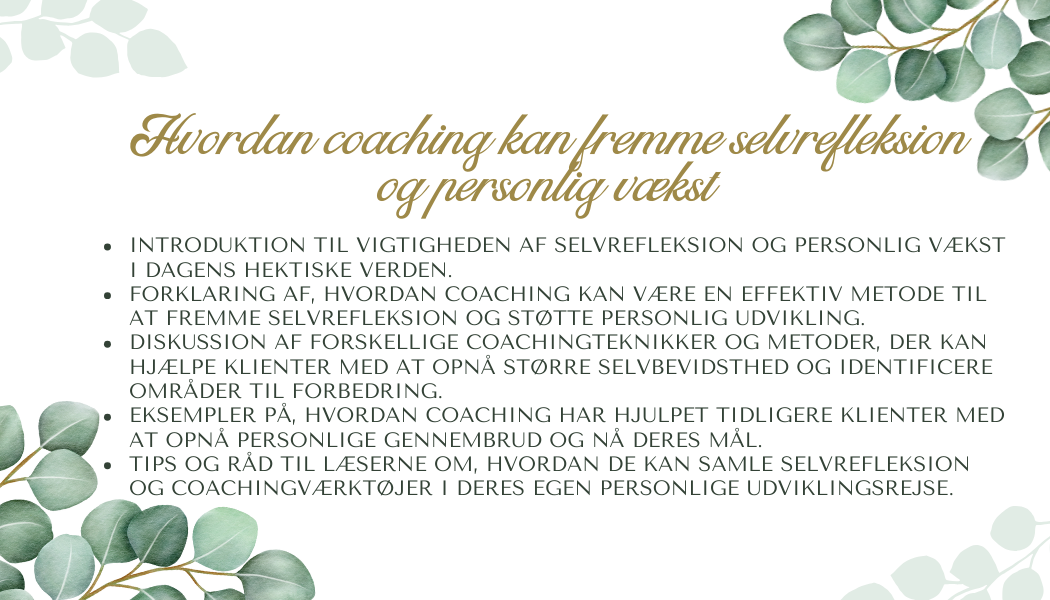 Hvordan coaching kan fremme selvrefleksion
og personlig vækst
• INTRODUKTION TIL VIGTIGHEDEN AF SELVREFLEKSION OG PERSONLIG VÆKST
I DAGENS HEKTISKE VERDEN.
• FORKLARING AF, HVORDAN COACHING KAN VÆRE EN EFFEKTIV METODE TIL
AT FREMME SELVREFLEKSION OG STØTTE PERSONLIG UDVIKLING.
• DISKUSSION AF FORSKELLIGE COACHINGTEKNIKKER OG METODER, DER KAN
HJÆLPE KLIENTER MED AT OPNÅ STØRRE SELVBEVIDSTHED OG IDENTIFICERE
OMRÅDER TIL FORBEDRING.
• EKSEMPLER PÅ, HVORDAN COACHING HAR HJULPET TIDLIGERE KLIENTER MED
AT OPNÅ PERSONLIGE GENNEMBRUD OG NÅ DERES MÅL.
• TIPS OG RÅD TIL LÆSERNE OM, HVORDAN DE KAN SAMLE SELVREFLEKSION
OG COACHINGVÆRKTØJER I DERES EGEN PERSONLIGE UDVIKLINGSREJSE.